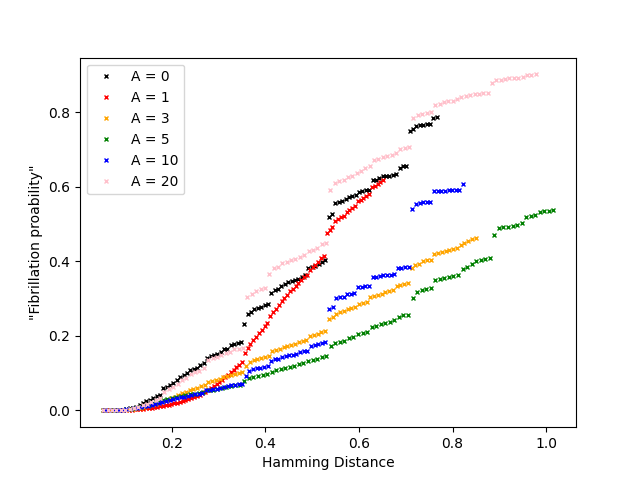 A = 0
A = 1
A = 3
A = 5
A = 10
A = 20
0.8
0.6
0.4
0.2
0.0
"Fibrillation proability"
0.2 0.4 0.6 0.8 1.0
Hamming Distance